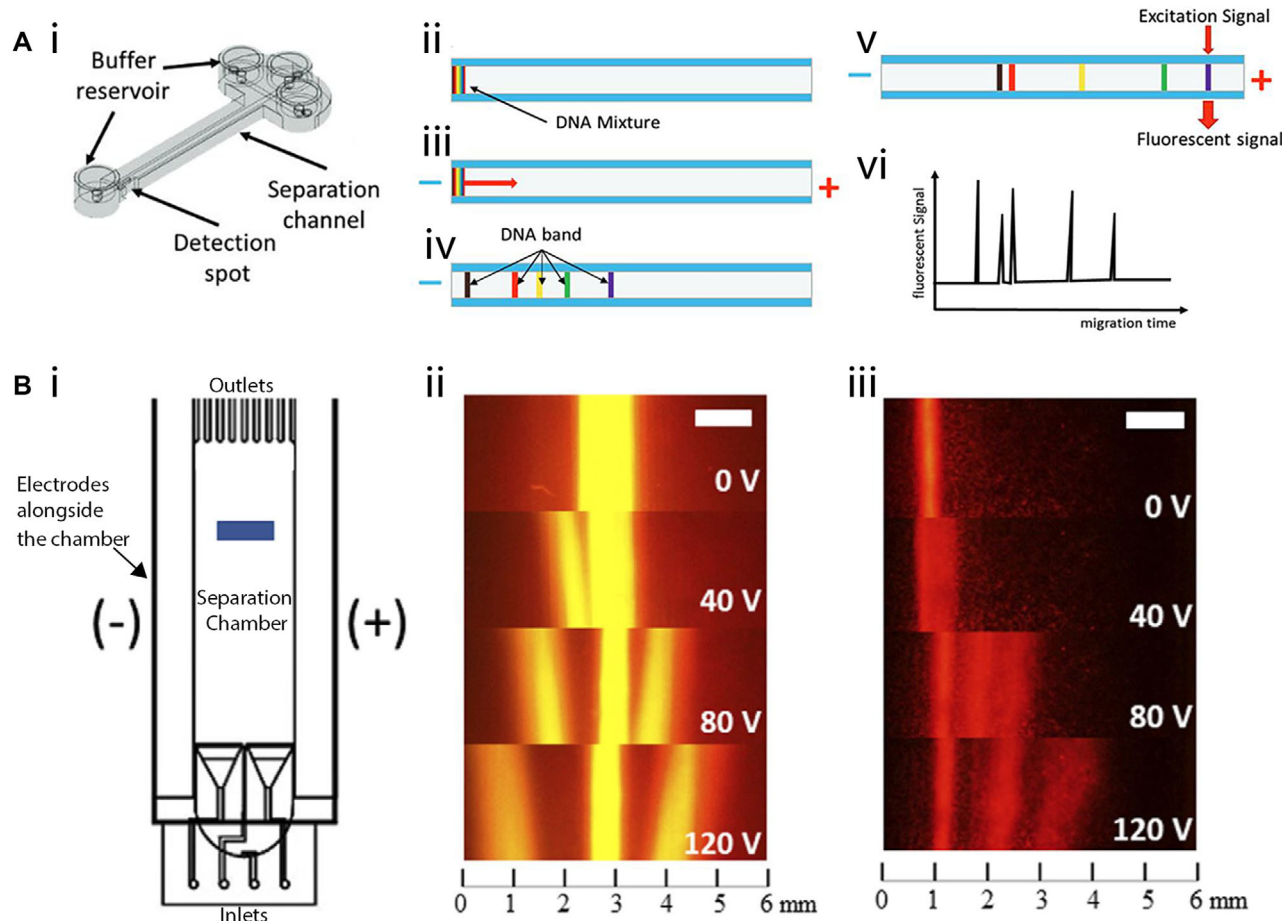 A i
Buffer
reservoir
Separation
channel
Detection
spot
ii
DNA Mixture
iii
−
+
iv
DNA band
−
v
Excitation Signal
−
+
Fluorescent signal
vi
fluorescent Signal
migration time
B i
Outlets
Electrodes
alongside
the chamber
(-)
(+)
Separation
Chamber
Inlets
ii
0 V
40 V
80 V
120 V
0 1 2 3 4 5 6 mm
iii
0 V
40 V
80 V
120 V
0 1 2 3 4 5 6 mm